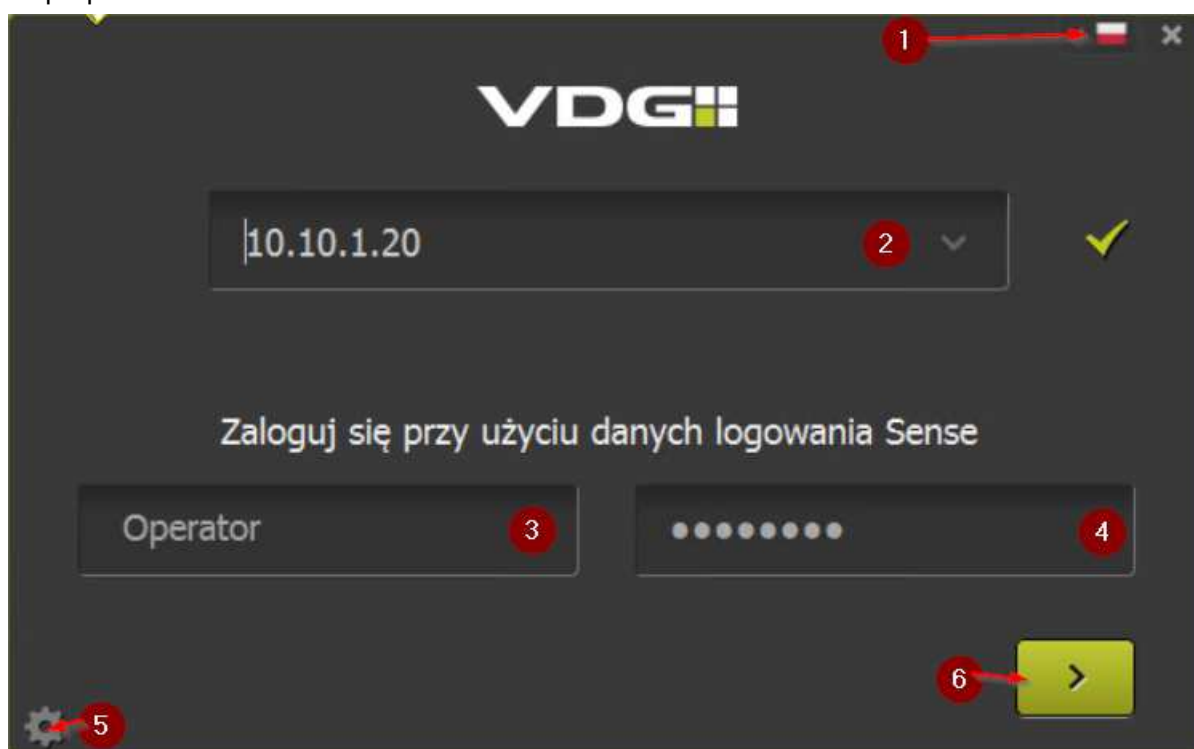 1
VDG
10.10.1.20 2
Zaloguj się przy użyciu danych logowania Sense
Operator 3 ●●●●●●●● 4
6 >
5